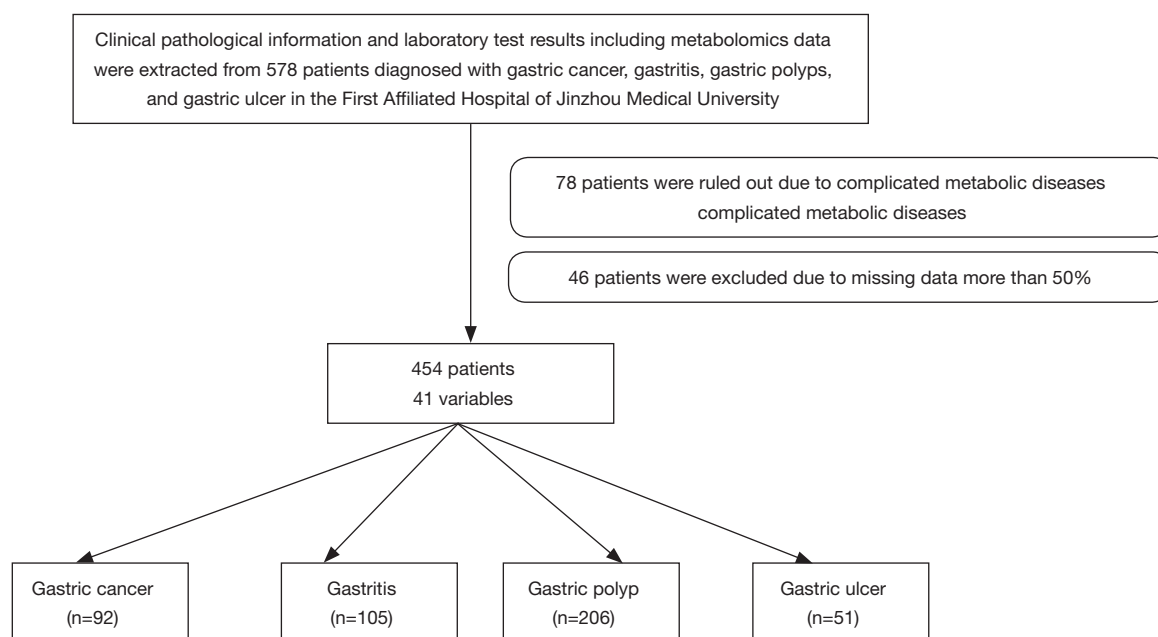 Clinical pathological information and laboratory test results including metabolomics data
were extracted from 578 patients diagnosed with gastric cancer, gastritis, gastric polyps,
and gastric ulcer in the First Affiliated Hospital of Jinzhou Medical University
78 patients were ruled out due to complicated metabolic diseases
complicated metabolic diseases
46 patients were excluded due to missing data more than 50%
454 patients
41 variables
Gastric cancer
(n=92)
Gastritis
(n=105)
Gastric polyp
(n=206)
Gastric ulcer
(n=51)